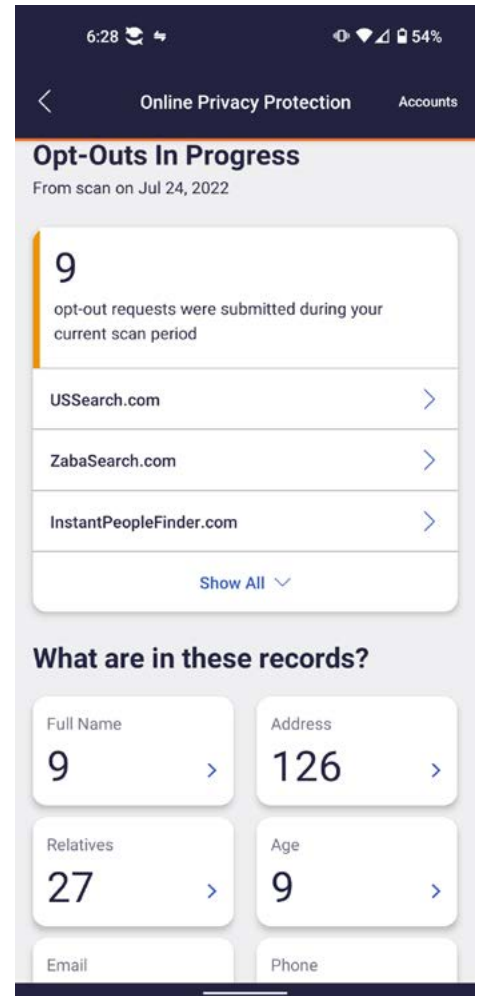 6:28 54%
Online Privacy Protection Accounts
Opt-Outs In Progress
From scan on Jul 24, 2022
9
opt-out requests were submitted during your
current scan period
USSearch.com
ZabaSearch.com
InstantPeopleFinder.com
Show All
What are in these records?
Full Name Address
9 126
Relatives Age
27 9
Email Phone